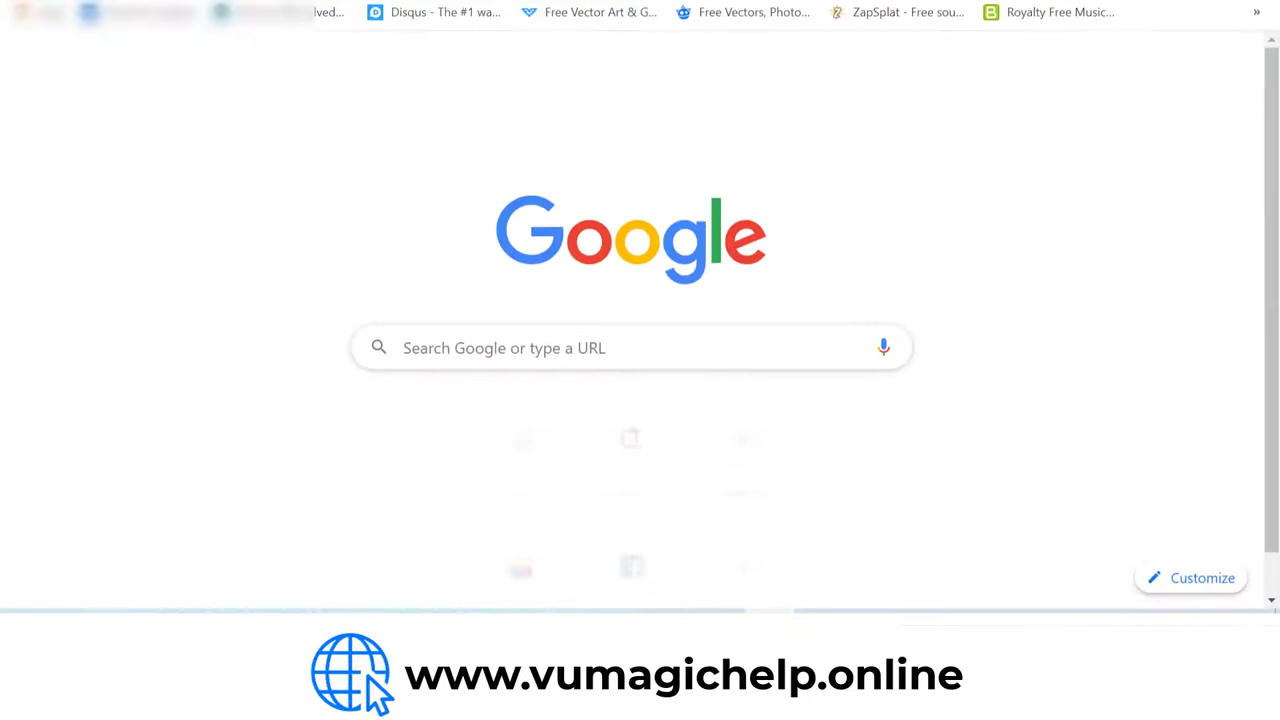 lved... Disqus - The #1 wa... Free Vector Art & G... Free Vectors, Photo... ZapSplat - Free sou... Royalty Free Music... »
Google
Search Google or type a URL
Customize
www.vumagichelp.online